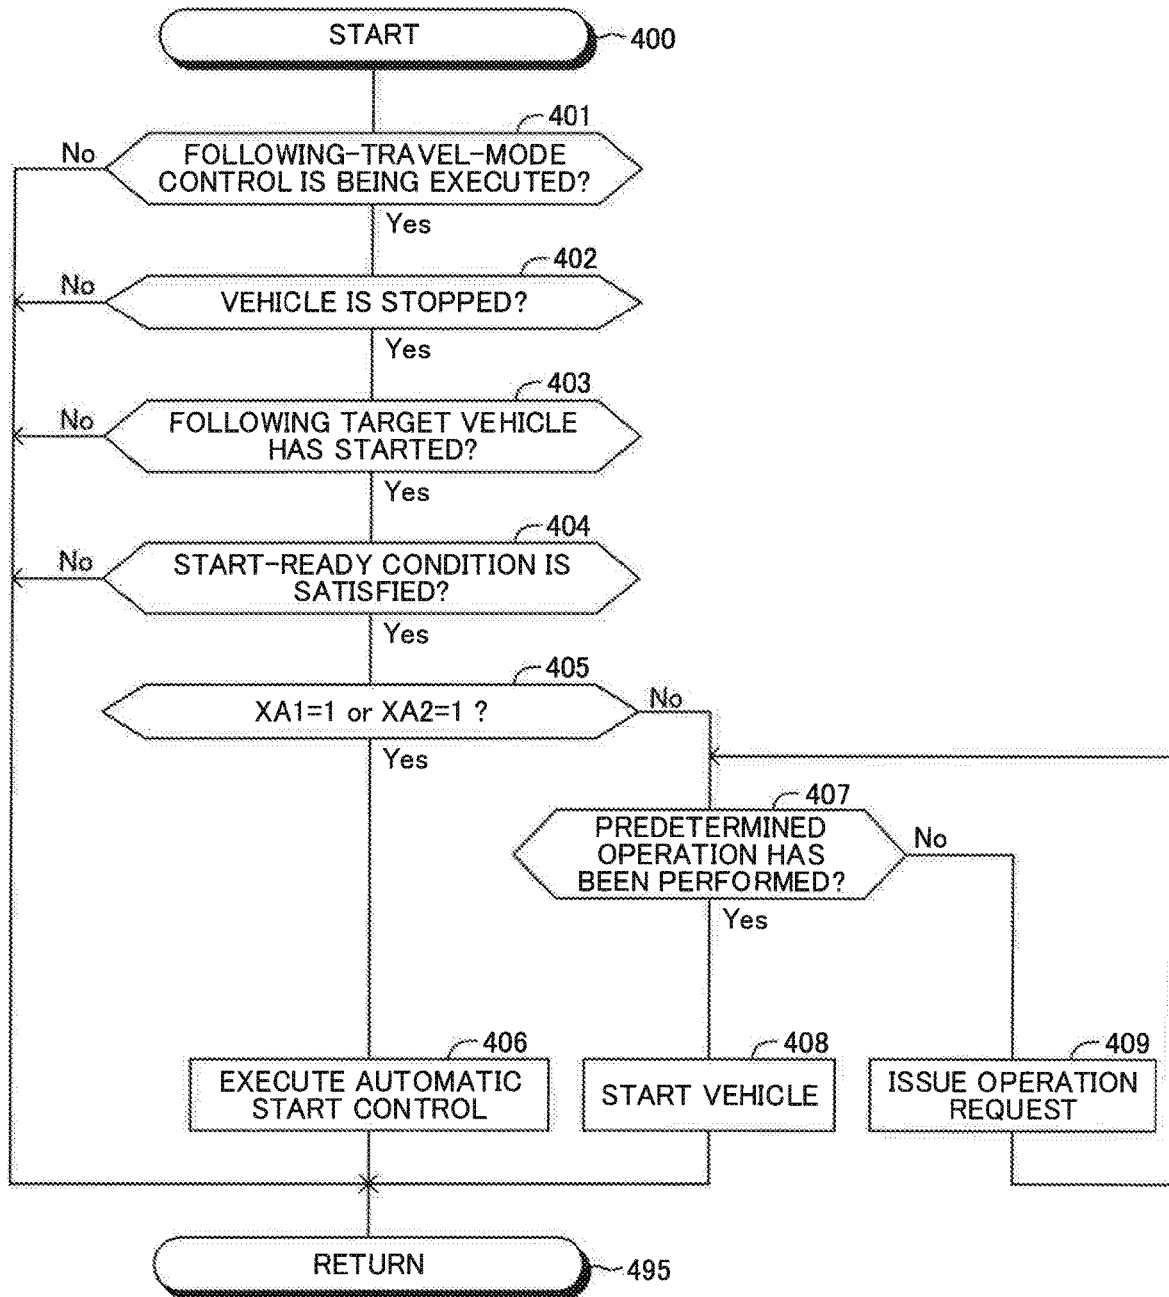 START
400
401
No
FOLLOWING-TRAVEL-MODE
CONTROL IS BEING EXECUTED?
Yes
402
No
VEHICLE IS STOPPED?
Yes
403
No
FOLLOWING TARGET VEHICLE
HAS STARTED?
Yes
404
No
START-READY CONDITION IS
SATISFIED?
Yes
405
XA1=1 or XA2=1 ?
No
Yes
407
PREDETERMINED
OPERATION HAS
BEEN PERFORMED?
No
Yes
406
EXECUTE AUTOMATIC
START CONTROL
408
START VEHICLE
409
ISSUE OPERATION
REQUEST
RETURN
495